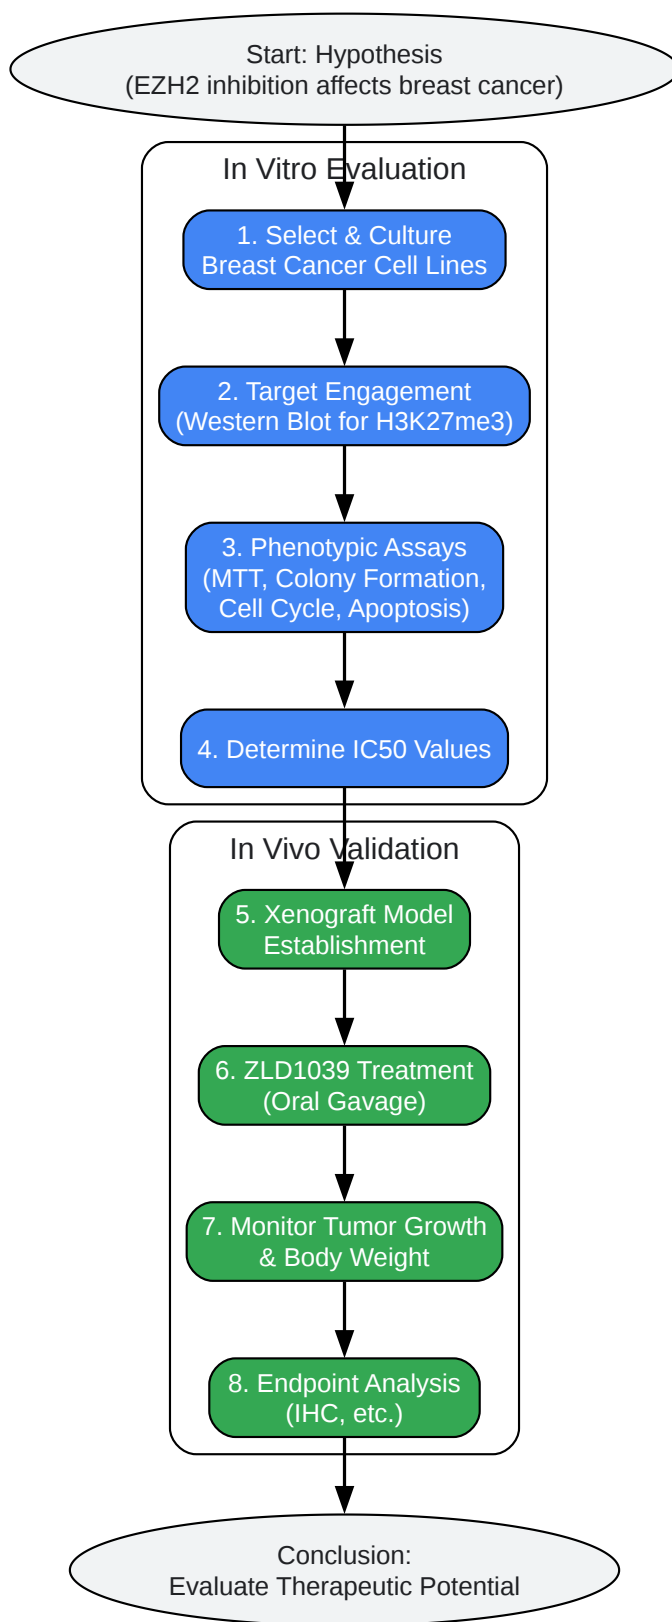 Start: Hypothesis
(EZH2 inhibition affects breast cancer)
In Vitro Evaluation
1. Select & Culture
Breast Cancer Cell Lines
2. Target Engagement
(Western Blot for H3K27me3)
3. Phenotypic Assays
(MTT, Colony Formation,
Cell Cycle, Apoptosis)
4. Determine IC50 Values
In Vivo Validation
5. Xenograft Model
Establishment
6. ZLD1039 Treatment
(Oral Gavage)
7. Monitor Tumor Growth
& Body Weight
8. Endpoint Analysis
(IHC, etc.)
Conclusion:
Evaluate Therapeutic Potential